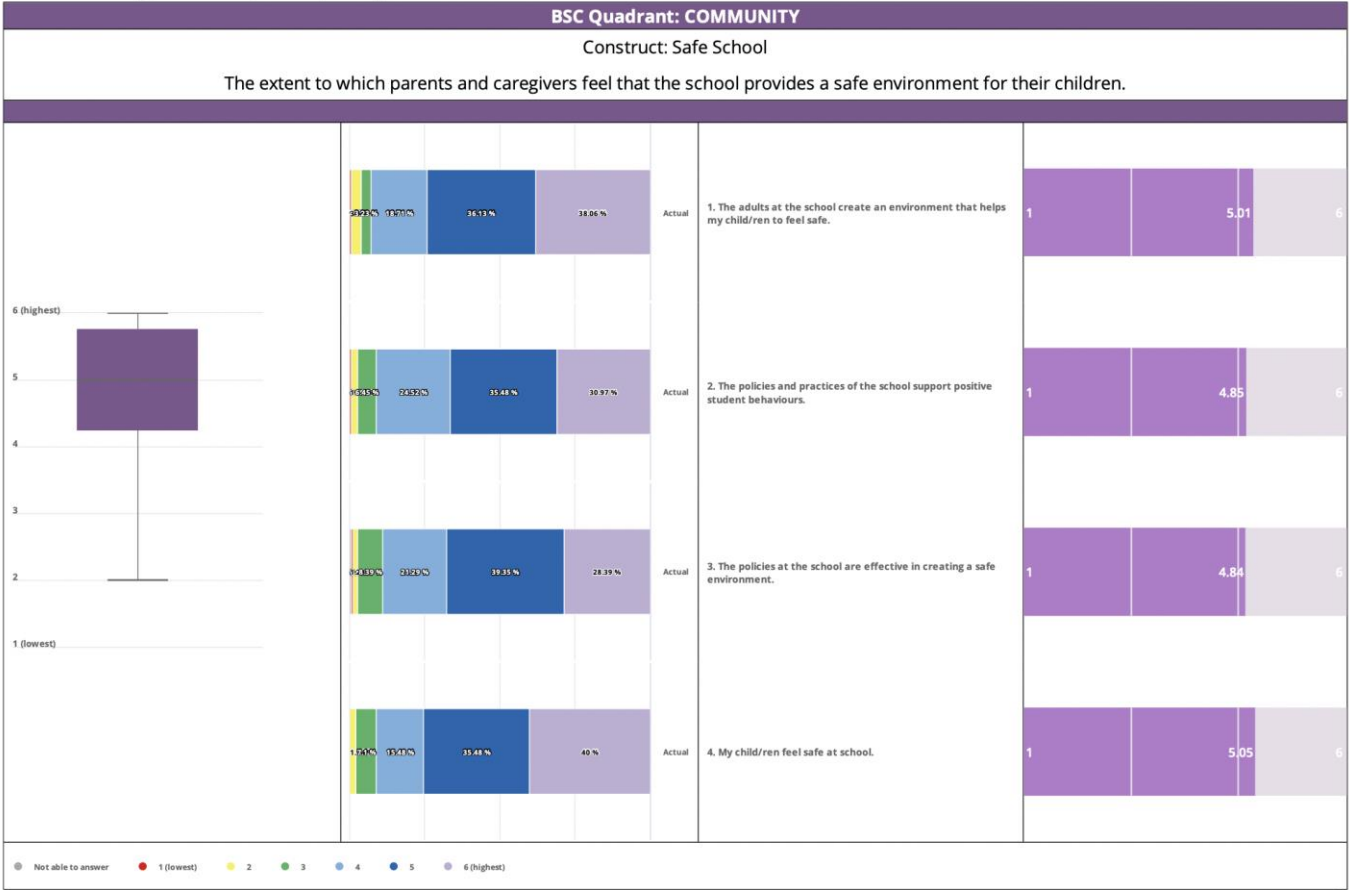 BSC Quadrant: COMMUNITY
Construct: Safe School
The extent to which parents and caregivers feel that the school provides a safe environment for their children.
6 (highest)
5
4
3
2
1 (lowest)
3.23 %
18.71 %
36.13 %
38.06 %
Actual
1. The adults at the school create an environment that helps
my child/ren to feel safe.
1
5.01
6
6.45 %
24.52 %
35.48 %
30.97 %
Actual
2. The policies and practices of the school support positive
student behaviours.
1
4.85
6
8.39 %
21.29 %
39.35 %
28.39 %
Actual
3. The policies at the school are effective in creating a safe
environment.
1
4.84
6
15.48 %
35.48 %
40 %
Actual
4. My child/ren feel safe at school.
1
5.05
6
Not able to answer
1 (lowest)
2
3
4
5
6 (highest)